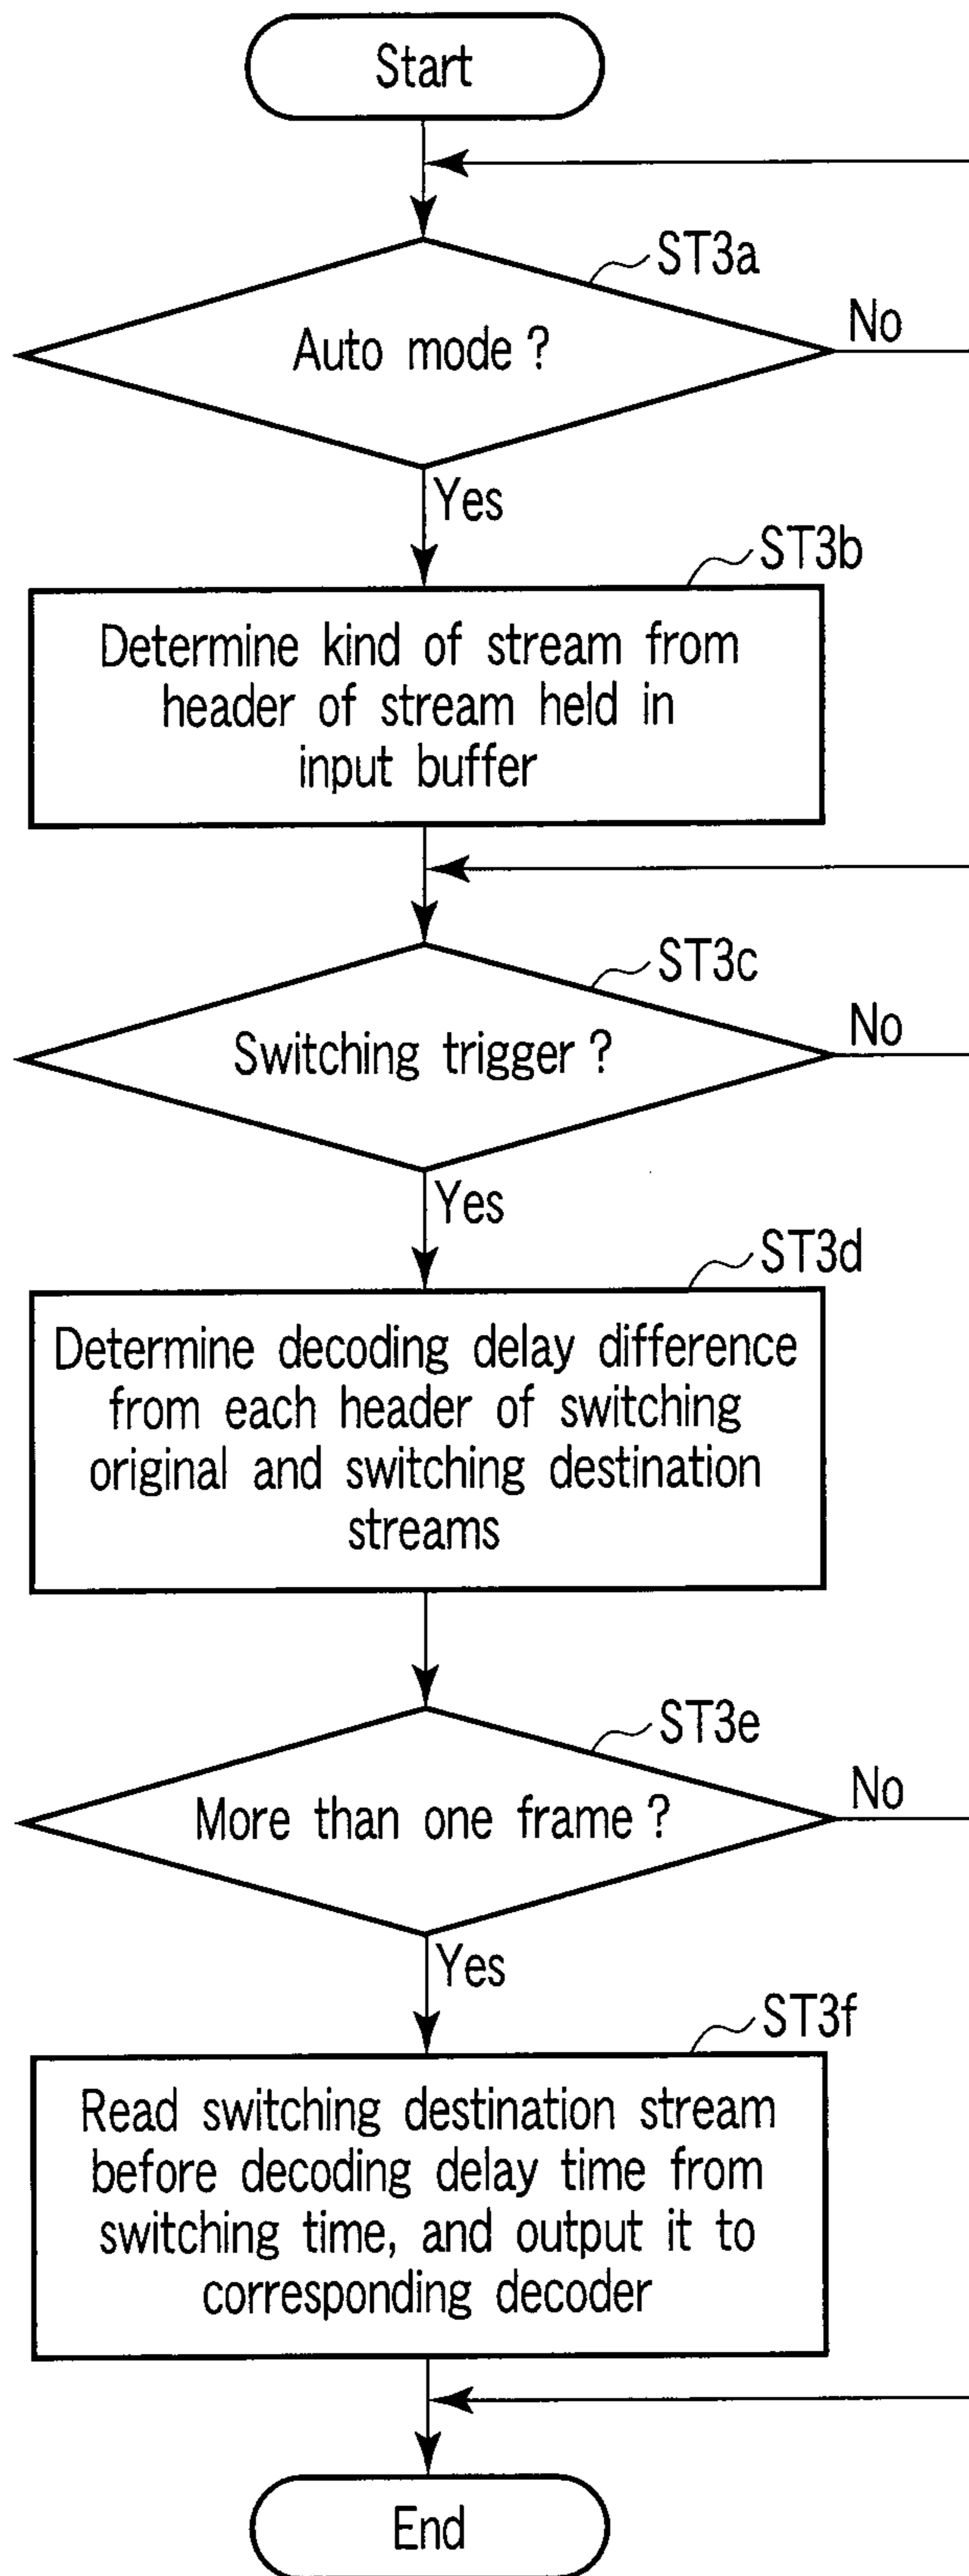 Start
ST3a
Auto mode ?
No
Yes
ST3b
Determine kind of stream from
header of stream held in
input buffer
ST3c
Switching trigger ?
No
Yes
ST3d
Determine decoding delay difference
from each header of switching
original and switching destination
streams
ST3e
More than one frame ?
No
Yes
ST3f
Read switching destination stream
before decoding delay time from
switching time, and output it to
corresponding decoder
End